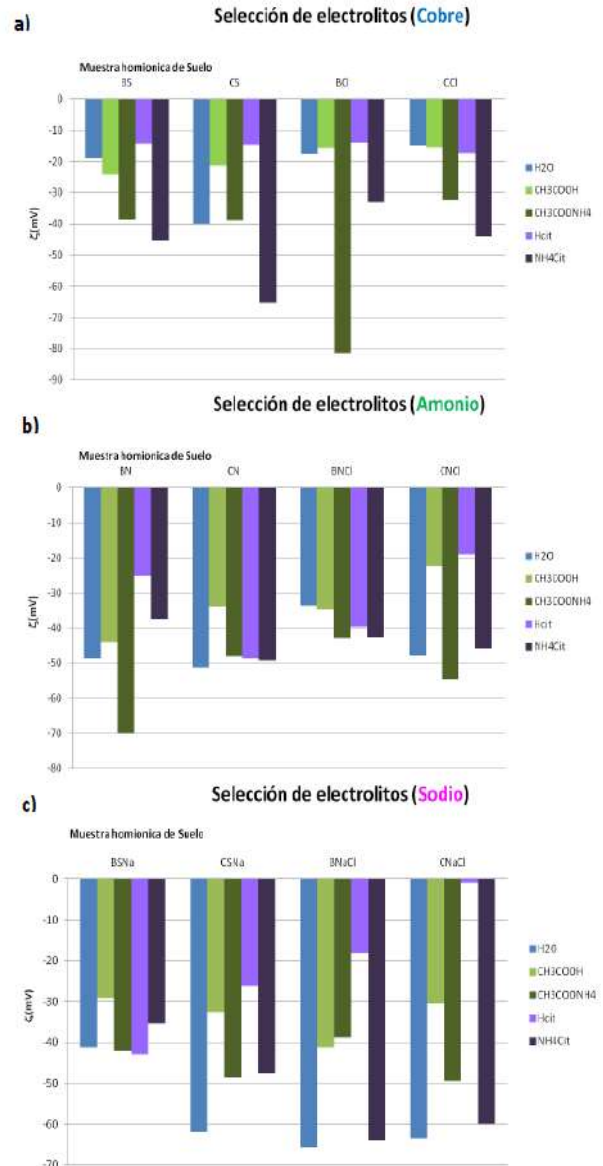 a)
Selección de electrolitos (Cobre)
Muestra homionica de Suelo
BS CS BCl CCl
0
-10
-20
-30
-40
-50
-60
-70
-80
-90
ζ(mV)
H2O
CH3COOH
CH3COONH4
Hcit
NH4Cit
b)
Selección de electrolitos (Amonio)
Muestra homionica de Suelo
BN CN BNCl CNCl
0
-10
-20
-30
-40
-50
-60
-70
-80
ζ(mV)
H2O
CH3COOH
CH3COONH4
Hcit
NH4Cit
c)
Selección de electrolitos (Sodio)
Muestra homionica de Suelo
BSNa CSNa BNaCl CNaCl
0
-10
-20
-30
-40
-50
-60
-70
ζ(mV)
H2O
CH3COOH
CH3COONH4
Hcit
NH4Cit